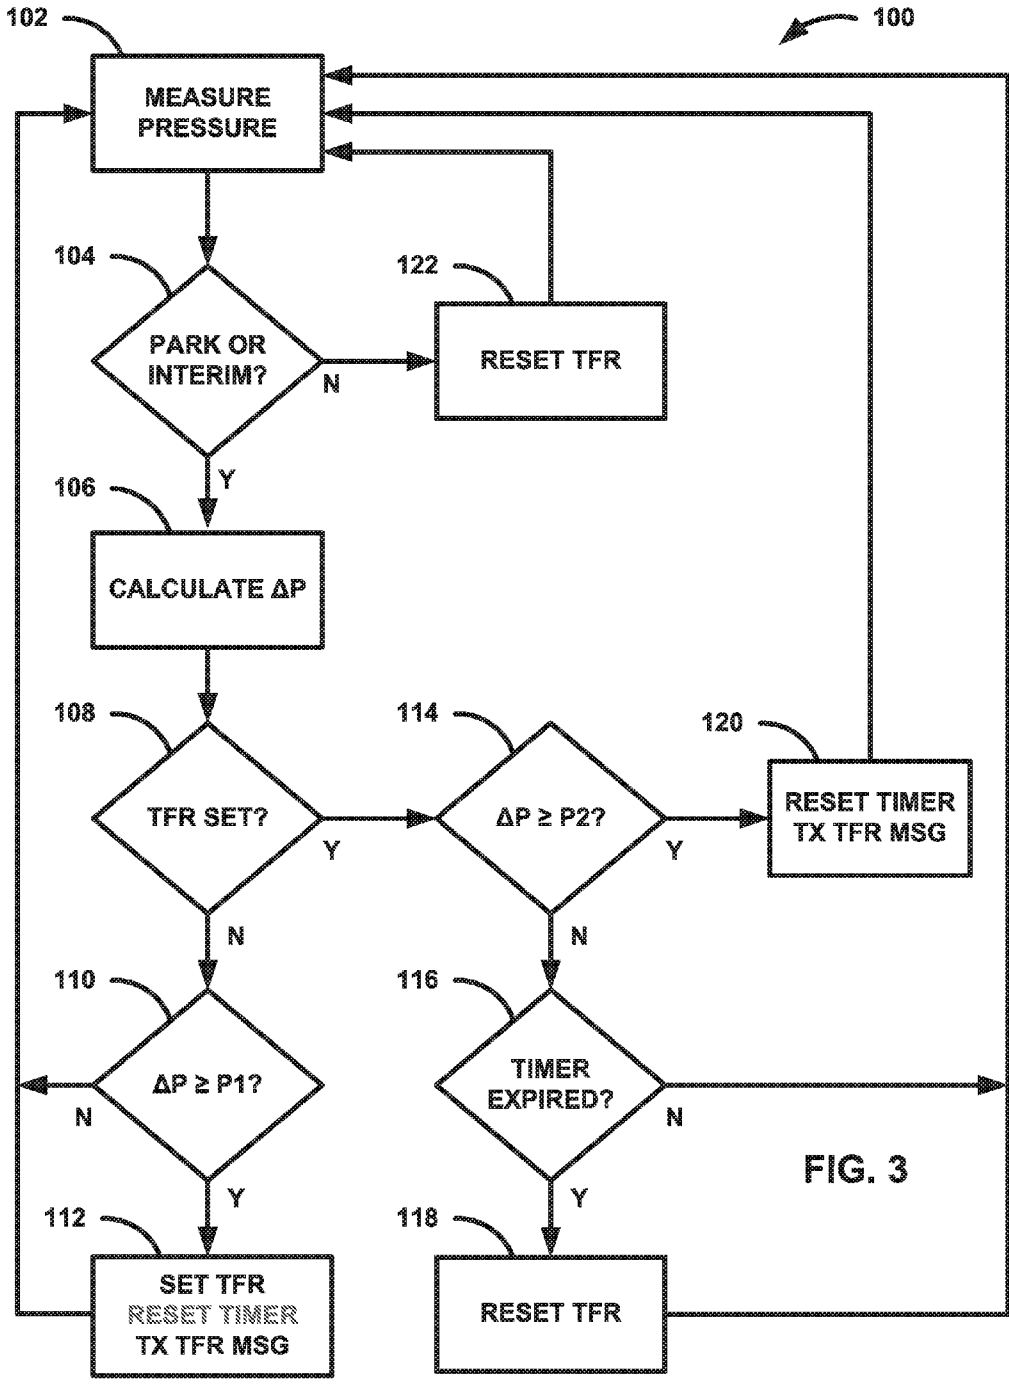 102
100
MEASURE
PRESSURE
104
122
PARK OR
INTERIM?
N
RESET TFR
Y
106
CALCULATE ΔP
108
114
120
TFR SET?
Y
ΔP ≥ P2?
Y
RESET TIMER
TX TFR MSG
N
N
110
116
ΔP ≥ P1?
N
TIMER
EXPIRED?
N
FIG. 3
Y
Y
112
118
SET TFR
RESET TIMER
TX TFR MSG
RESET TFR